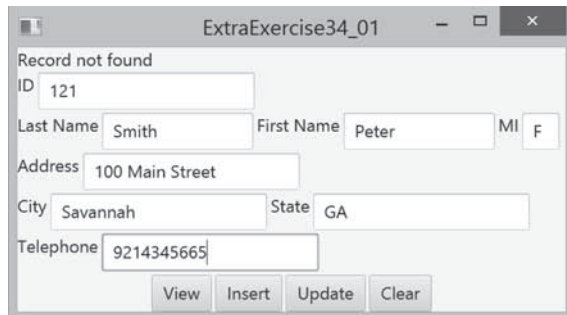 ExtraExercise34_01
Record not found
ID 121
Last Name Smith First Name Peter MI F
Address 100 Main Street
City Savannah State GA
Telephone 9214345665
View Insert Update Clear